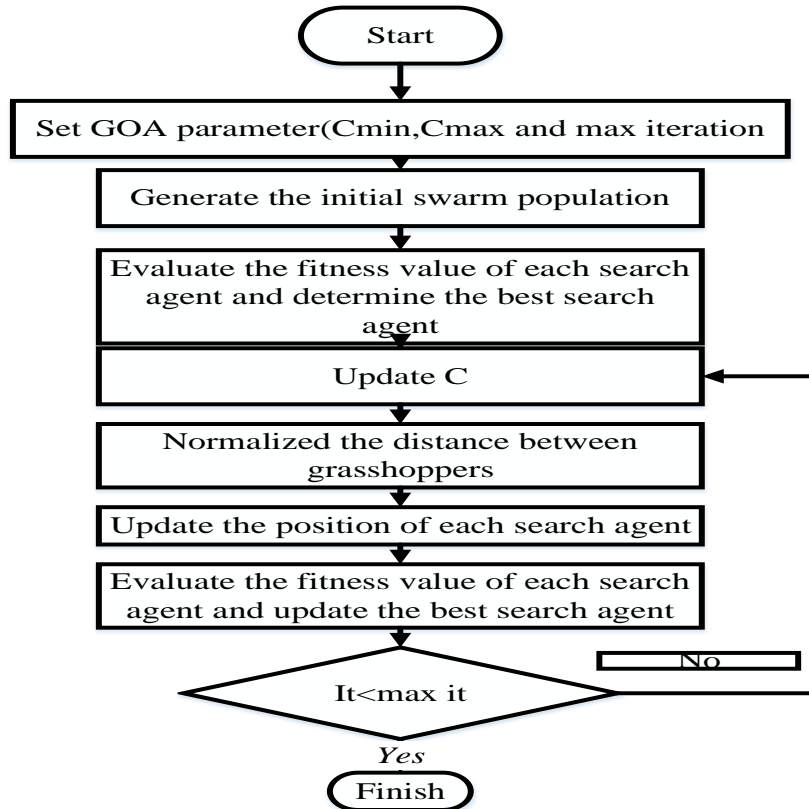 Start
Set GOA parameter(Cmin,Cmax and max iteration
Generate the initial swarm population
Evaluate the fitness value of each search
agent and determine the best search
agent
Update C
Normalized the distance between
grasshoppers
Update the position of each search agent
Evaluate the fitness value of each search
agent and update the best search agent
No
It<max it
Yes
Finish